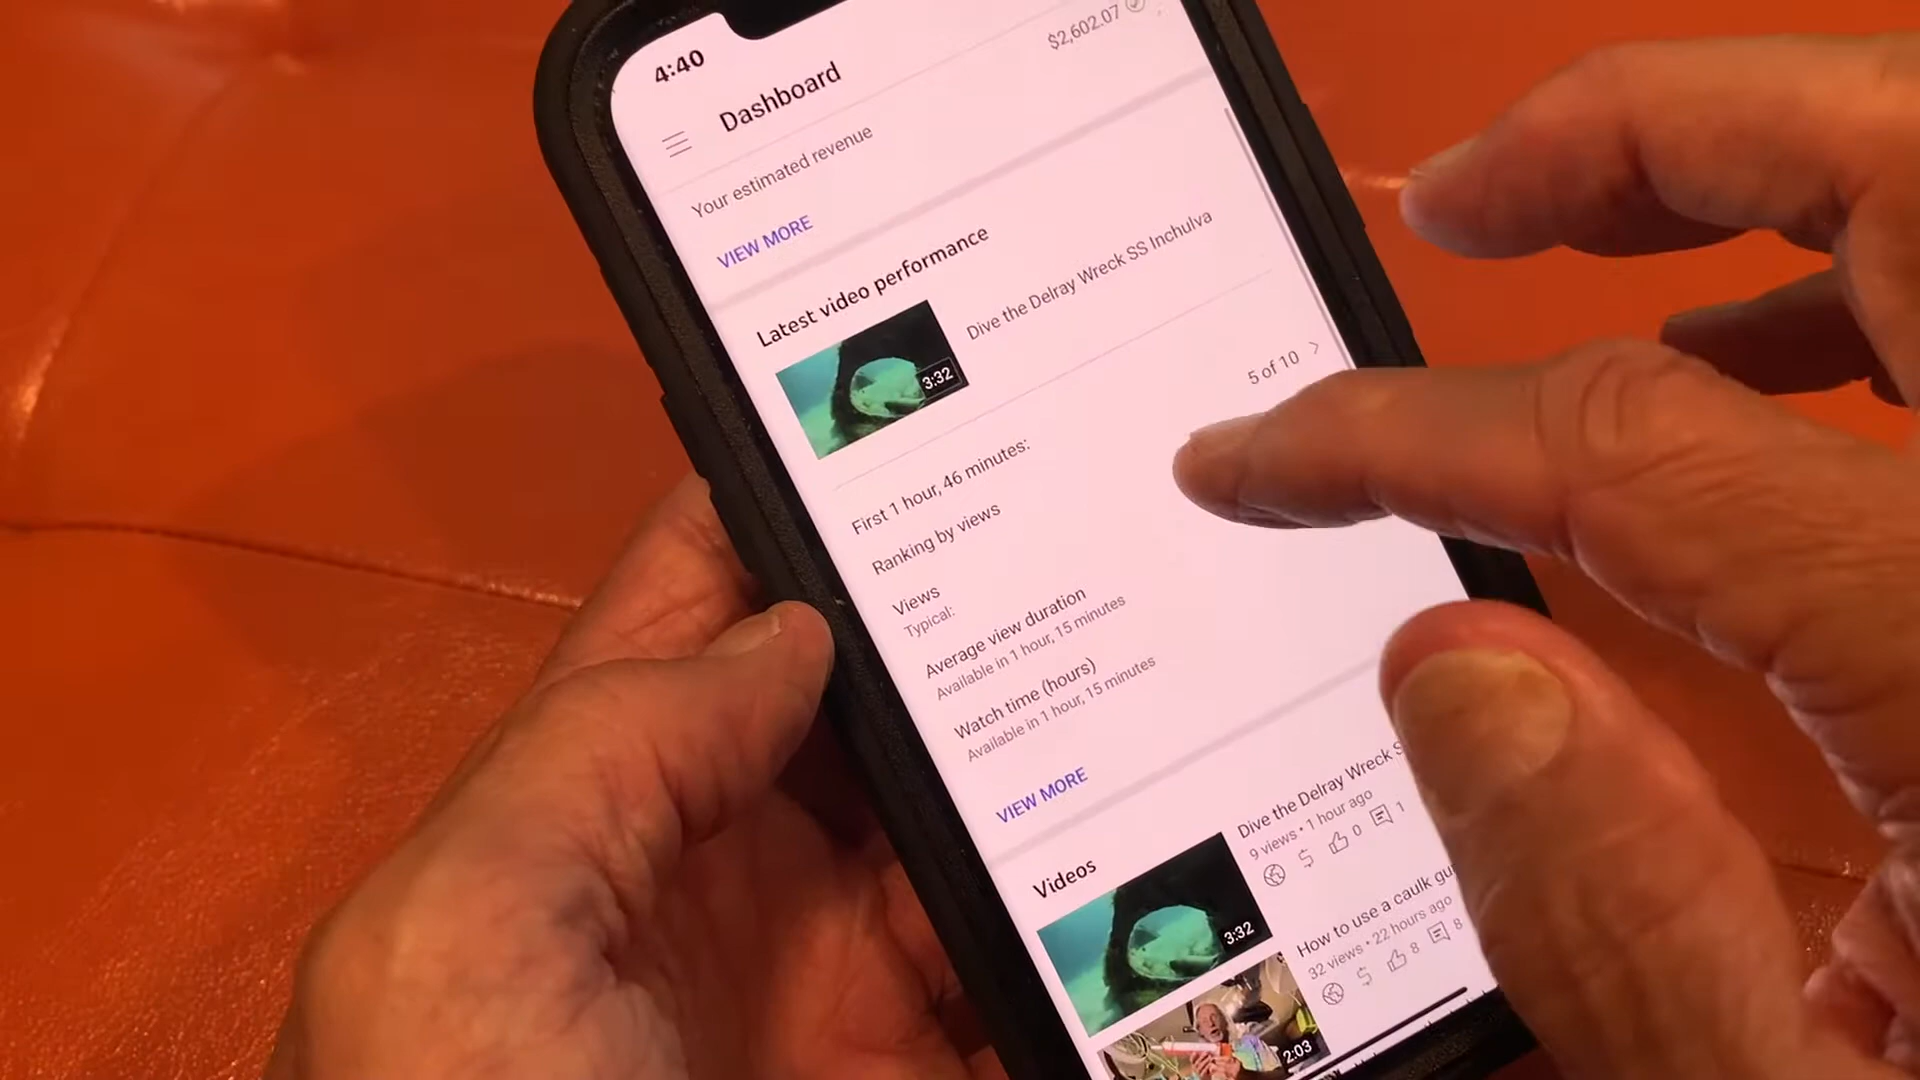 4:40
Dashboard
$2,602.07
Your estimated revenue
VIEW MORE
Latest video performance
3:32
Dive the Delray Wreck SS Inchulva
First 1 hour, 46 minutes:
Ranking by views
5 of 10
Views
Typical:
Average view duration
Available in 1 hour, 15 minutes
Watch time (hours)
Available in 1 hour, 15 minutes
VIEW MORE
Videos
3:32
Dive the Delray Wreck S
9 views • 1 hour ago
0 1
2:03
How to use a caulk gu
32 views • 22 hours ago
8 8